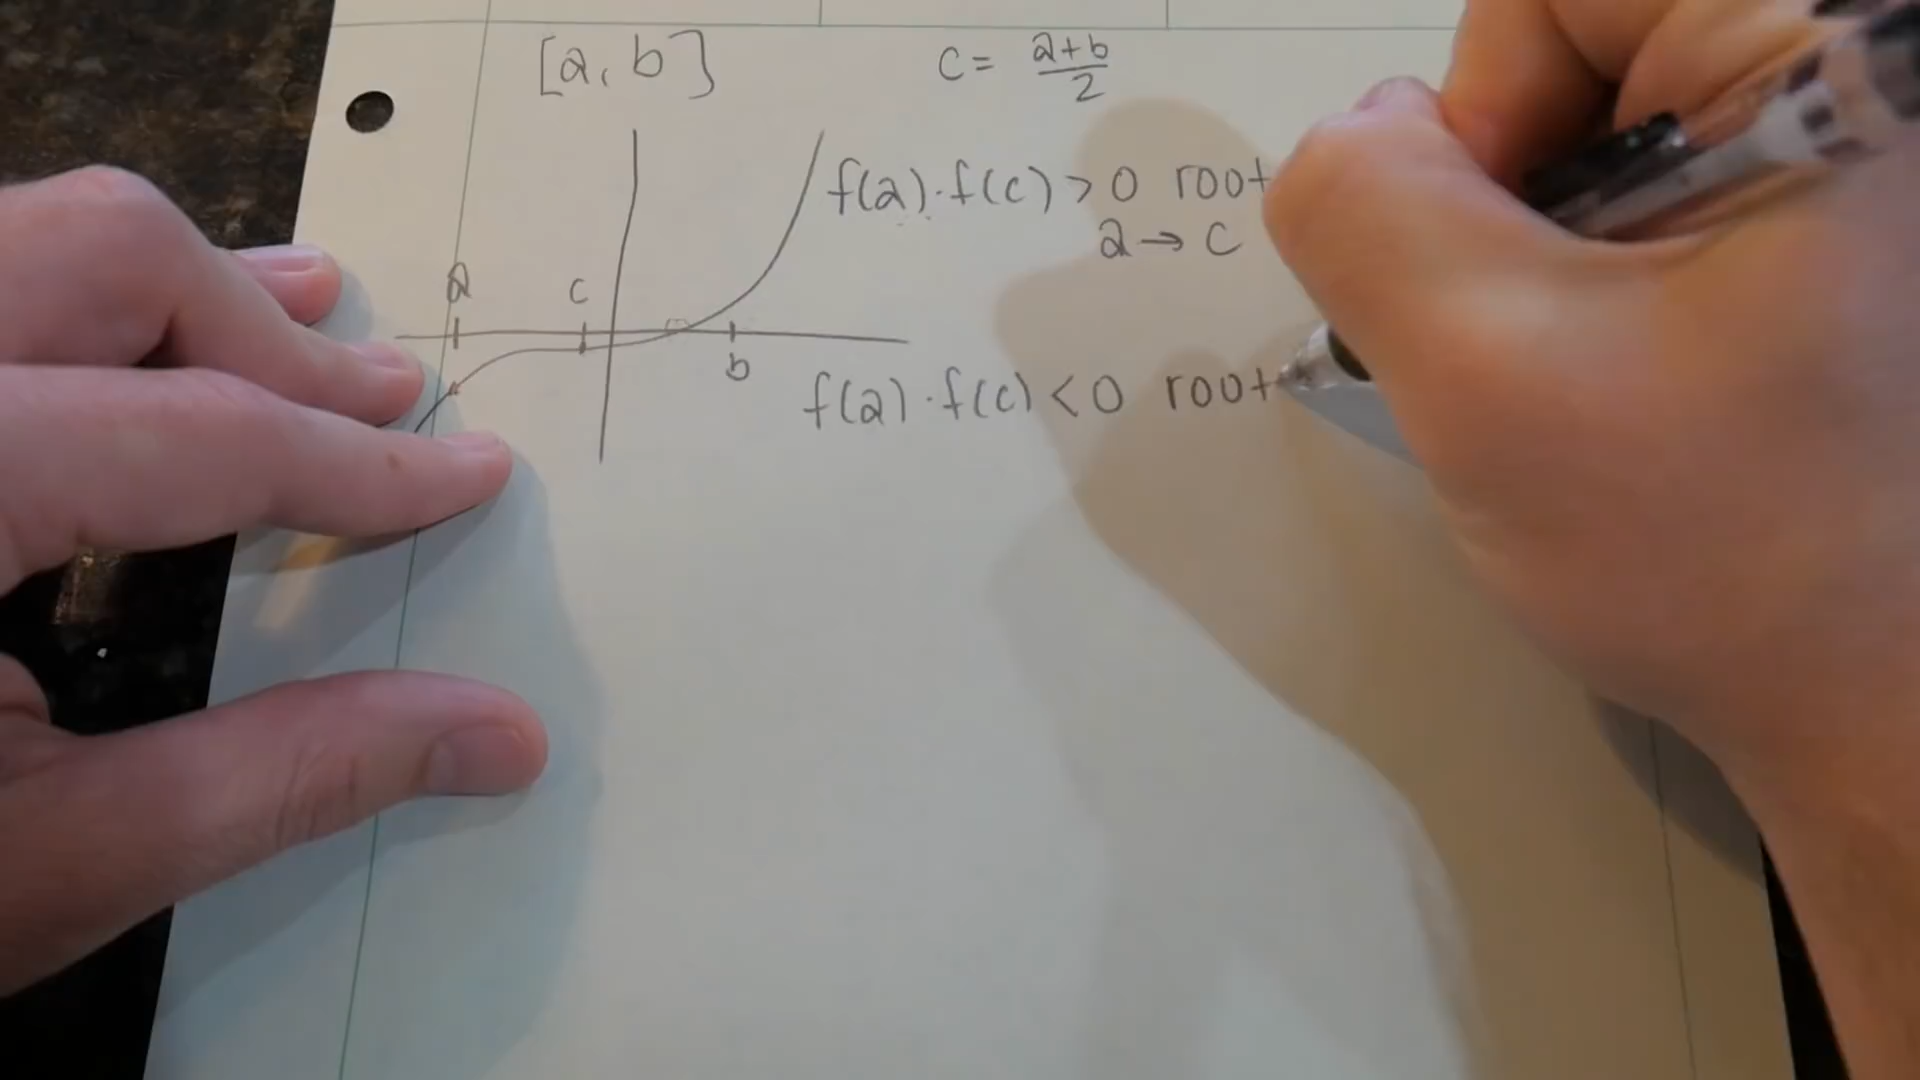 [a, b]
c = a+b/2
f(a)·f(c) > 0 root
a → c
a
c
b
f(a)·f(c) < 0 root